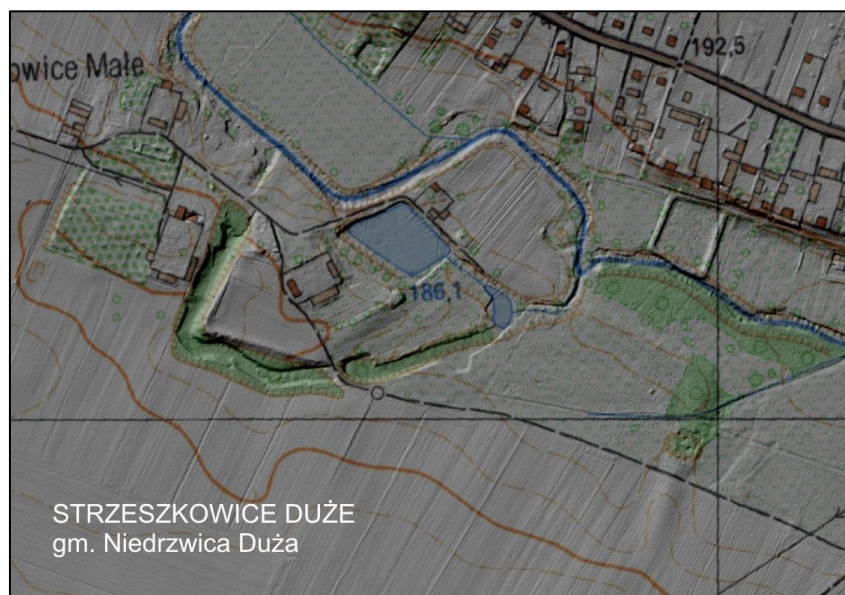 192,5
owice Małe
186,1
STRZESZKOWICE DUŻE
gm. Niedrzwica Duża